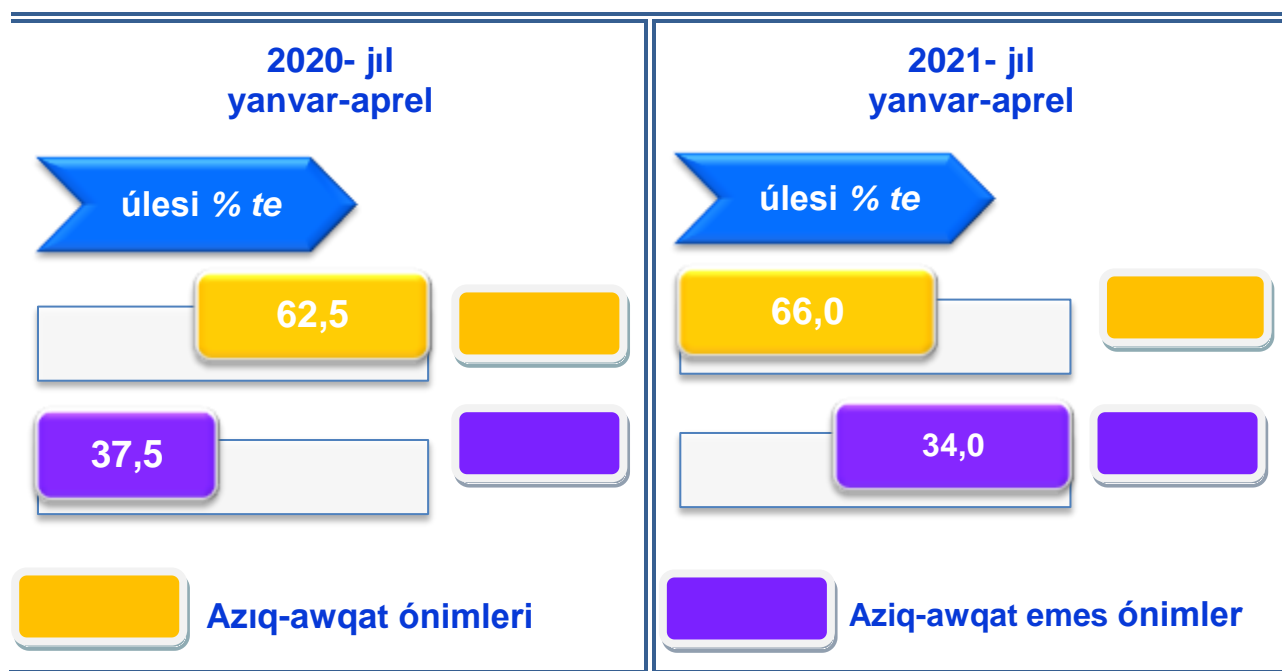 2020- jıl
yanvar-aprel
úlesi % te
62,5
37,5
Azıq-awqat ónimleri
2021- jıl
yanvar-aprel
úlesi % te
66,0
34,0
Aziq-awqat emes ónimler